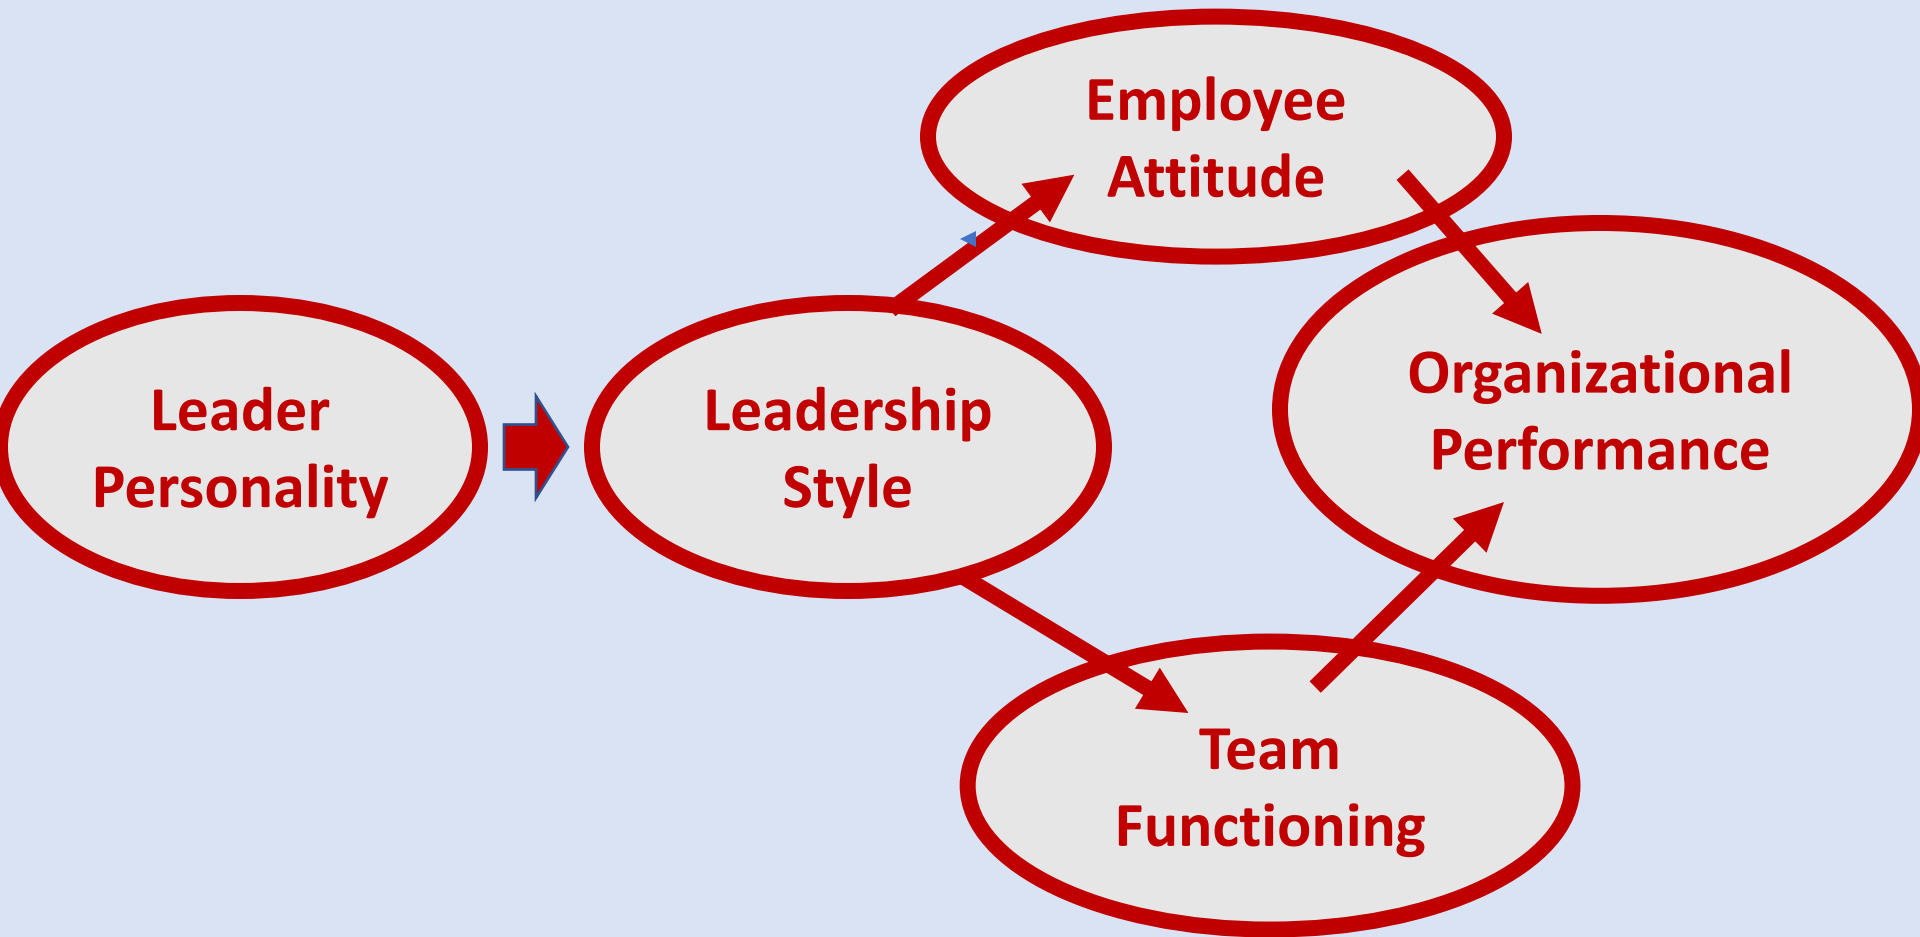 Employee
Attitude
Leader
Personality
Leadership
Style
Organizational
Performance
Team
Functioning